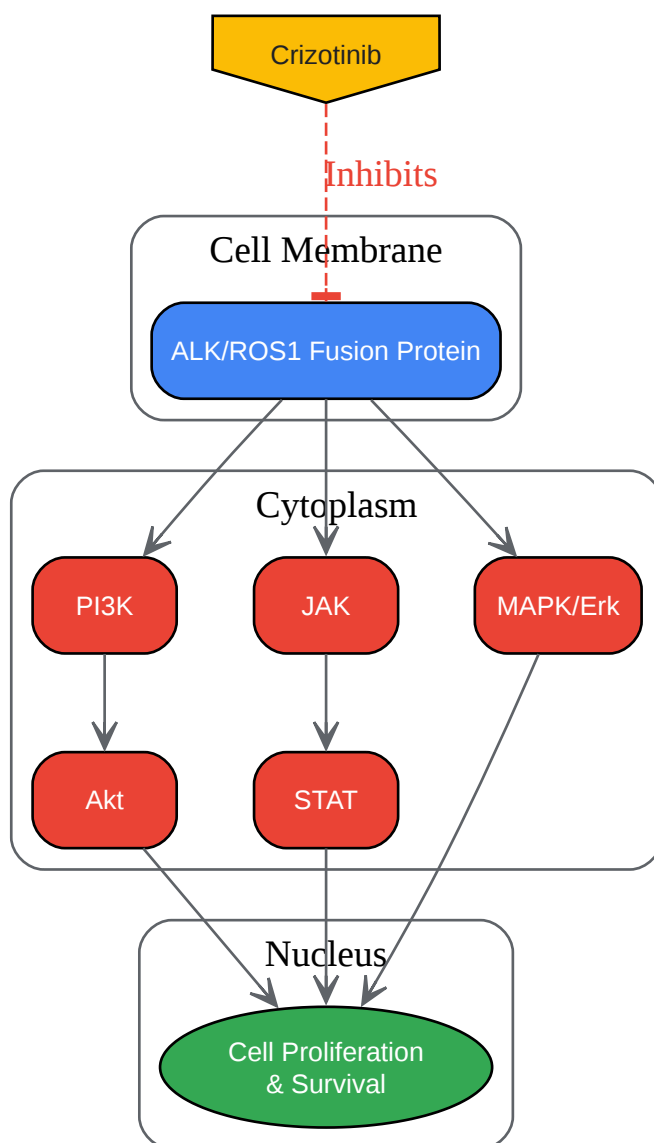 Crizotinib
Inhibits
Cell Membrane
ALK/ROS1 Fusion Protein
Cytoplasm
PI3K
JAK
MAPK/Erk
Akt
STAT
Nucleus
Cell Proliferation
& Survival